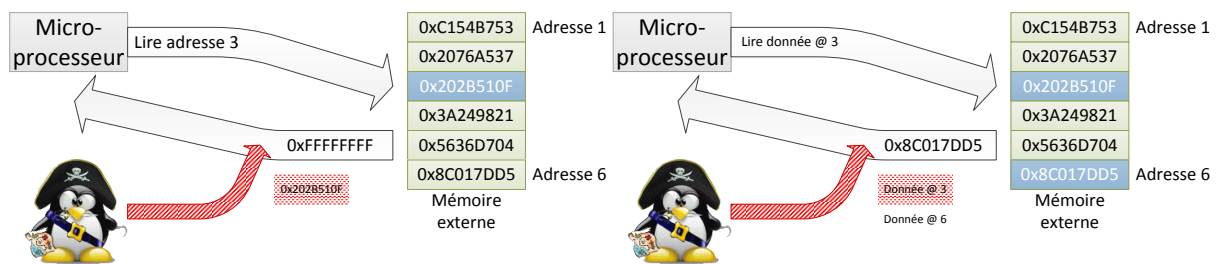 Micro-
processeur
Lire adresse 3
0xC154B753 Adresse 1
0x2076A537
0x202B510F
0x3A249821
0x5636D704
0x8C017DD5 Adresse 6
Mémoire
externe
0xFFFFFFFF
0x202B510F
Micro-
processeur
Lire donnée @ 3
0xC154B753 Adresse 1
0x2076A537
0x202B510F
0x3A249821
0x5636D704
0x8C017DD5 Adresse 6
Mémoire
externe
0x8C017DD5
Donnée @ 3
Donnée @ 6